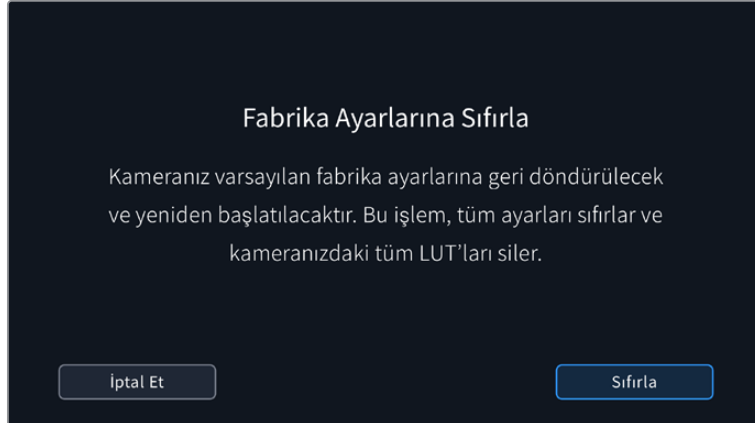 Fabrika Ayarlarına Sıfırla
Kameranız varsayılan fabrika ayarlarına geri döndürülecek
ve yeniden başlatılacaktır. Bu işlem, tüm ayarları sıfırlar ve
kameranızdaki tüm LUT’ları siler.
İptal Et
Sıfırla